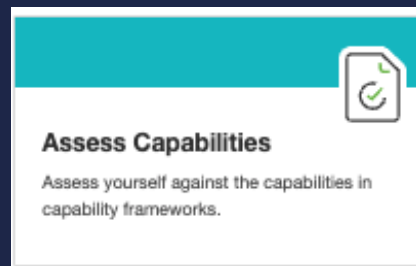 Assess Capabilities
Assess yourself against the capabilities in
capability frameworks.